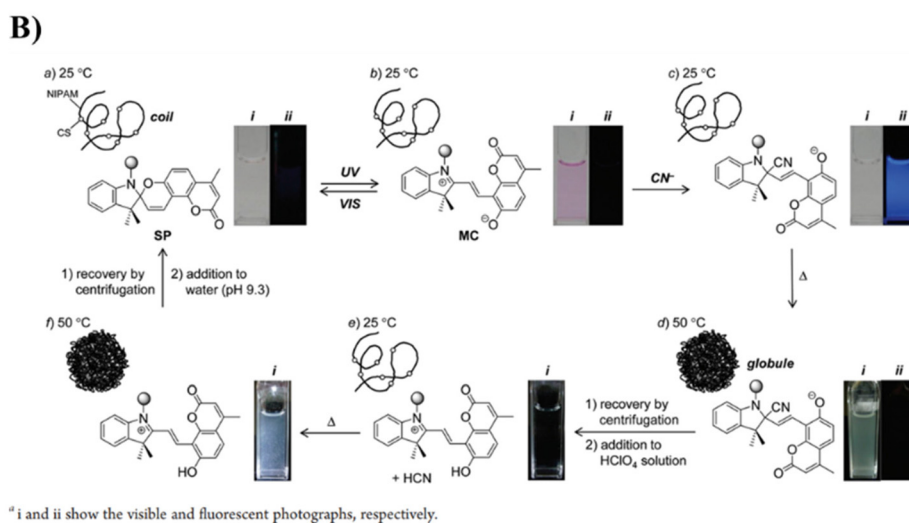 B)
a) 25 °C
NIPAM
CS
coil
i ii
O
N
O
O
SP
UV
VIS
b) 25 °C
i ii
O
N
O
O
MC
CN⁻
c) 25 °C
i ii
N CN O
O O
Δ
d) 50 °C
globule
i ii
N CN O
O O
1) recovery by
centrifugation
2) addition to
HClO4 solution
e) 25 °C
i
O
N O
HO
+ HCN
Δ
f) 50 °C
i
O
N O
HO
1) recovery by
centrifugation
2) addition to
water (pH 9.3)
a i and ii show the visible and fluorescent photographs, respectively.